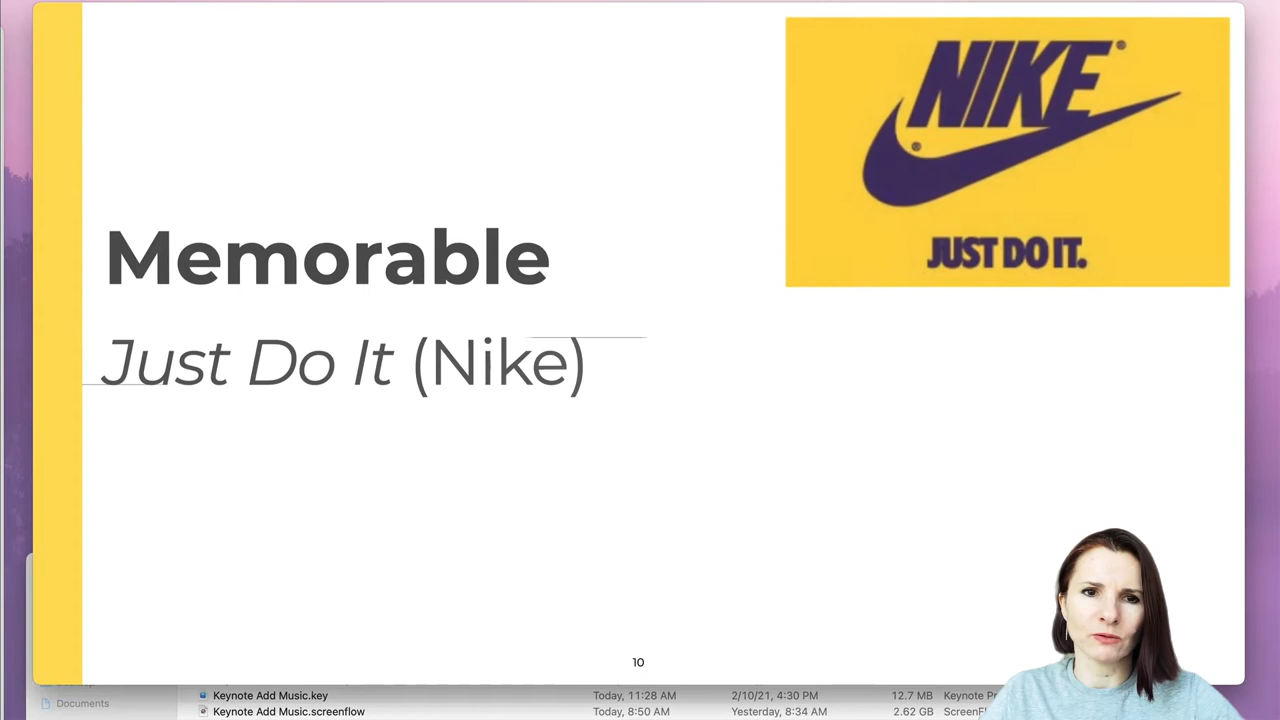 NIKE®
®
JUST DO IT.
Memorable
Just Do It (Nike)
10
Keynote Add Music.key Today, 11:28 AM 2/10/21, 4:30 PM 12.7 MB Keynote
Documents
Keynote Add Music.screenflow Today, 8:50 AM Yesterday, 8:34 AM 2.62 GB